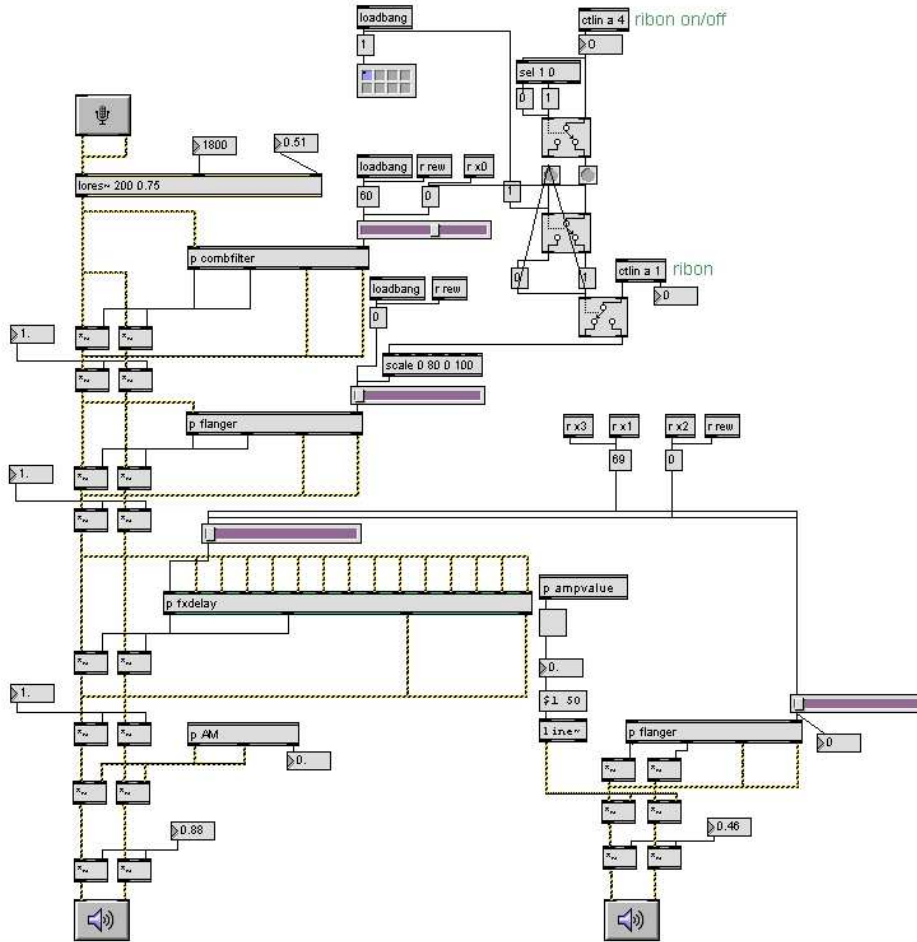 loadbang
ctlin a 4 ribon on/off
1
0
sel 1 0
0 1
1800
0.51
lores~ 200 0.75
loadbang r rew r x0
60
0
1
p combfilter
0
1
ctlin a 1 ribon
0
loadbang r rew
0
1.
*~ *~
*~ *~
scale 0 80 0 100
p flanger
r x3 r x1 r x2 r rew
69
0
1.
*~ *~
*~ *~
p ampvalue
p fxdelay
0.
*~ *~
$1 50
1.
line~
*~ *~
p AM
p flanger
0
0.
*~ *~
*~ *~
*~ *~
0.88
0.46
*~ *~
*~ *~